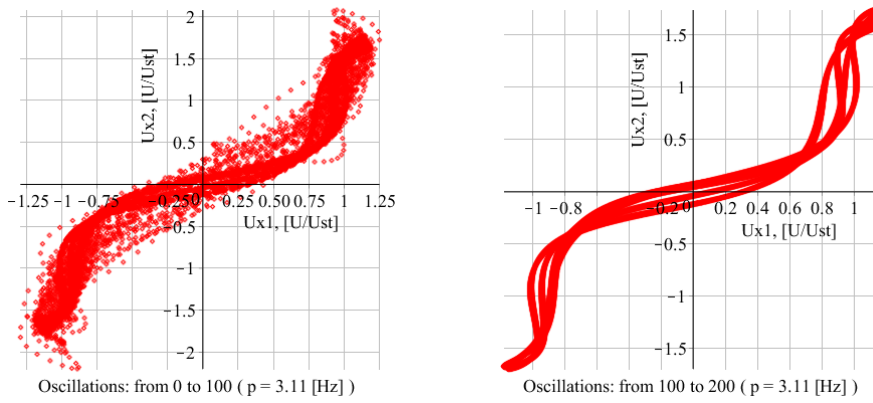 2
1.5
Ux2, [U/Ust]
1
0.5
−1.25 −1 −0.75 −0.250 0 0.250 0.500 0.75 1 1.25
−0.5
Ux1, [U/Ust]
−1
−1.5
−2
Oscillations: from 0 to 100 ( p = 3.11 [Hz] )
1.5
Ux2, [U/Ust]
1
0.5
−1 −0.8 −0.2 0 0.2 0.4 0.6 0.8 1
Ux1, [U/Ust]
−0.5
−1
−1.5
Oscillations: from 100 to 200 ( p = 3.11 [Hz] )